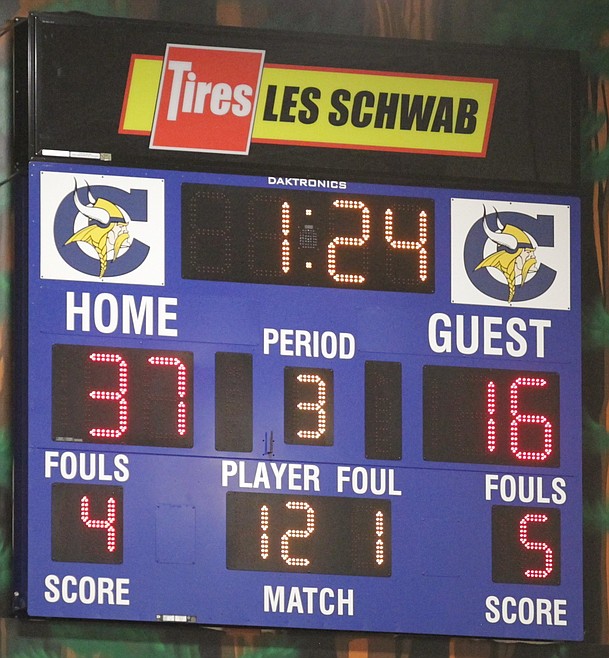 Tires LES SCHWAB
DAKTRONICS
C 1:24 C
HOME GUEST
PERIOD
37 3 16
FOULS PLAYER FOUL FOULS
4 12 1 5
SCORE MATCH SCORE